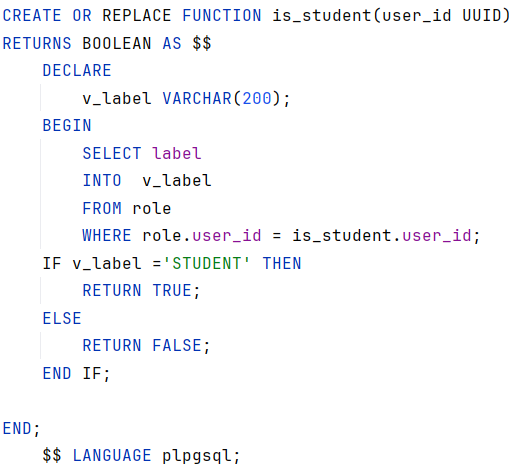 CREATE OR REPLACE FUNCTION is_student(user_id UUID)
RETURNS BOOLEAN AS $$
    DECLARE
        v_label VARCHAR(200);
    BEGIN
        SELECT label
        INTO  v_label
        FROM role
        WHERE role.user_id = is_student.user_id;
    IF v_label ='STUDENT' THEN
        RETURN TRUE;
    ELSE
        RETURN FALSE;
    END IF;

END;
    $$ LANGUAGE plpgsql;